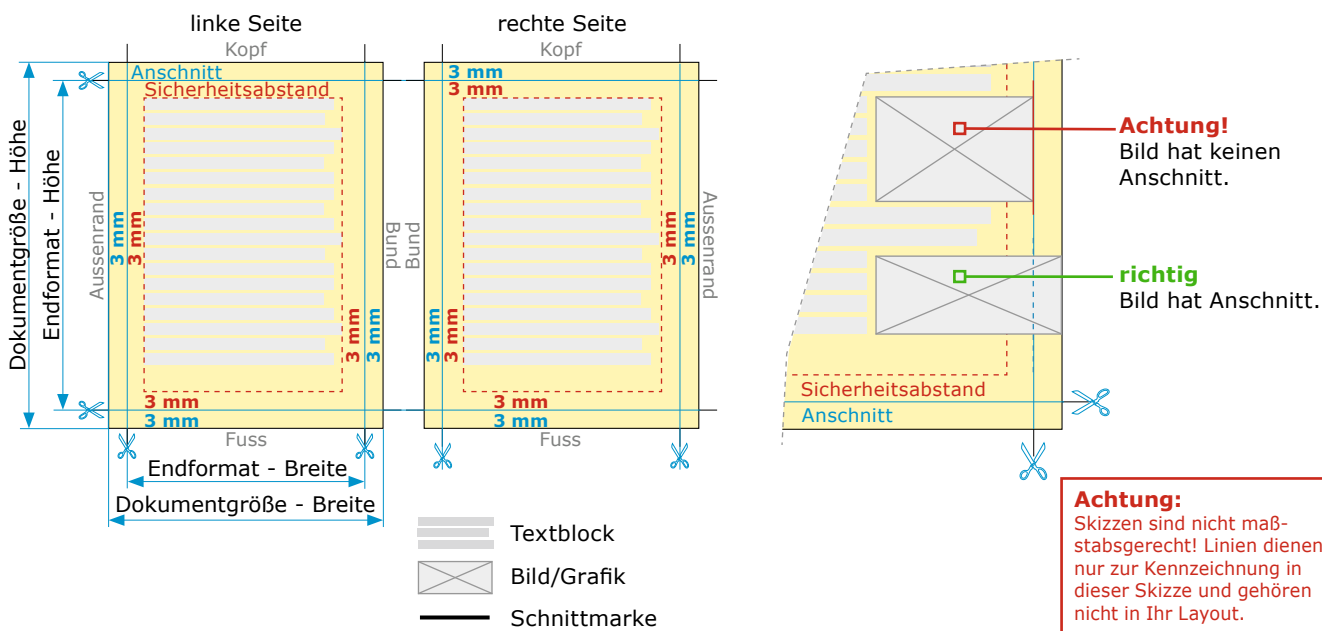 linke Seite
Kopf
rechte Seite
Kopf
Anschnitt
Sicherheitsabstand
3 mm
3 mm
Dokumentgröße - Höhe
Endformat - Höhe
Aussenrand
3 mm
3 mm
Bund
Bund
3 mm
3 mm
Aussenrand
3 mm
3 mm
3 mm
3 mm
3 mm
3 mm
3 mm
3 mm
Fuss
Fuss
Endformat - Breite
Dokumentgröße - Breite
Textblock
Bild/Grafik
Schnittmarke
Achtung!
Bild hat keinen
Anschnitt.
richtig
Bild hat Anschnitt.
Sicherheitsabstand
Anschnitt
Achtung:
Skizzen sind nicht maß-
stabsgerecht! Linien dienen
nur zur Kennzeichnung in
dieser Skizze und gehören
nicht in Ihr Layout.